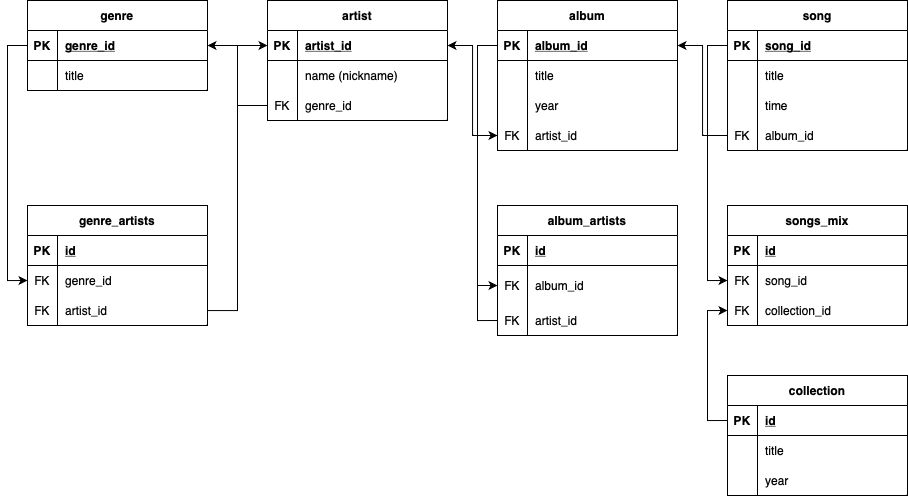 genre
PK genre_id
title
artist
PK artist_id
name (nickname)
FK genre_id
album
PK album_id
title
year
FK artist_id
song
PK song_id
title
time
FK album_id
genre_artists
PK id
FK genre_id
FK artist_id
album_artists
PK id
FK album_id
FK artist_id
songs_mix
PK id
FK song_id
FK collection_id
collection
PK id
title
year